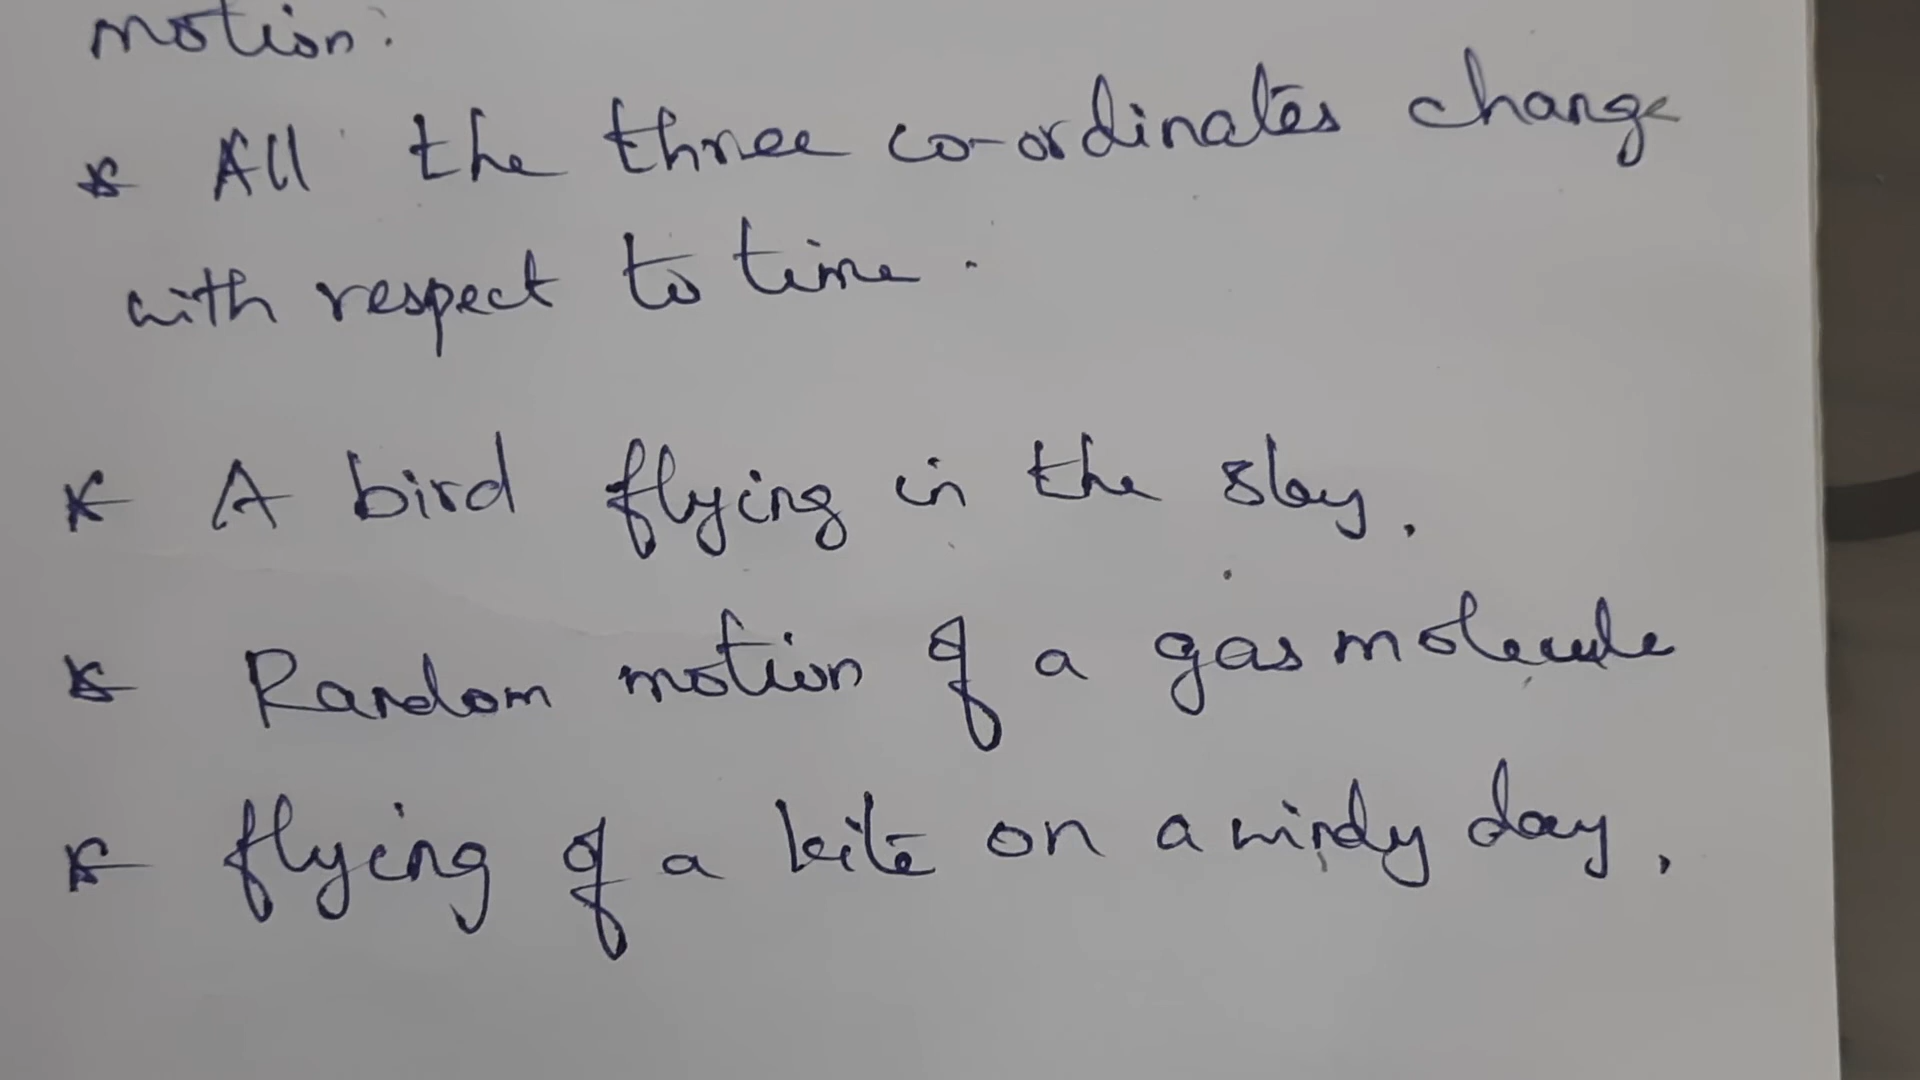 motion:
* All the three co-ordinates change
with respect to time.
* A bird flying in the sky.
* Random motion of a gas molecule
* flying of a kite on a windy day.